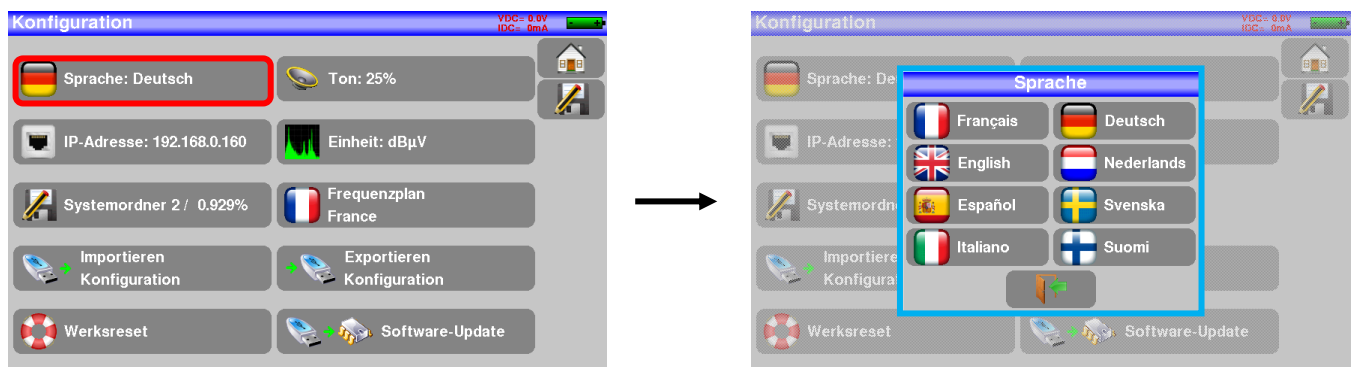 Konfiguration
VDC= 0.0V
IDC= 0mA
Sprache: Deutsch
Ton: 25%
IP-Adresse: 192.168.0.160
Einheit: dBµV
Systemordner 2 / 0.929%
Frequenzplan
France
Importieren
Konfiguration
Exportieren
Konfiguration
Werksreset
Software-Update
Konfiguration
VDC= 0.0V
IDC= 0mA
Sprache: De
Sprache
Français
Deutsch
IP-Adresse:
English
Nederlands
Systemordn
Español
Svenska
Italiano
Suomi
Importiere
Konfigura
Werksreset
Software-Update